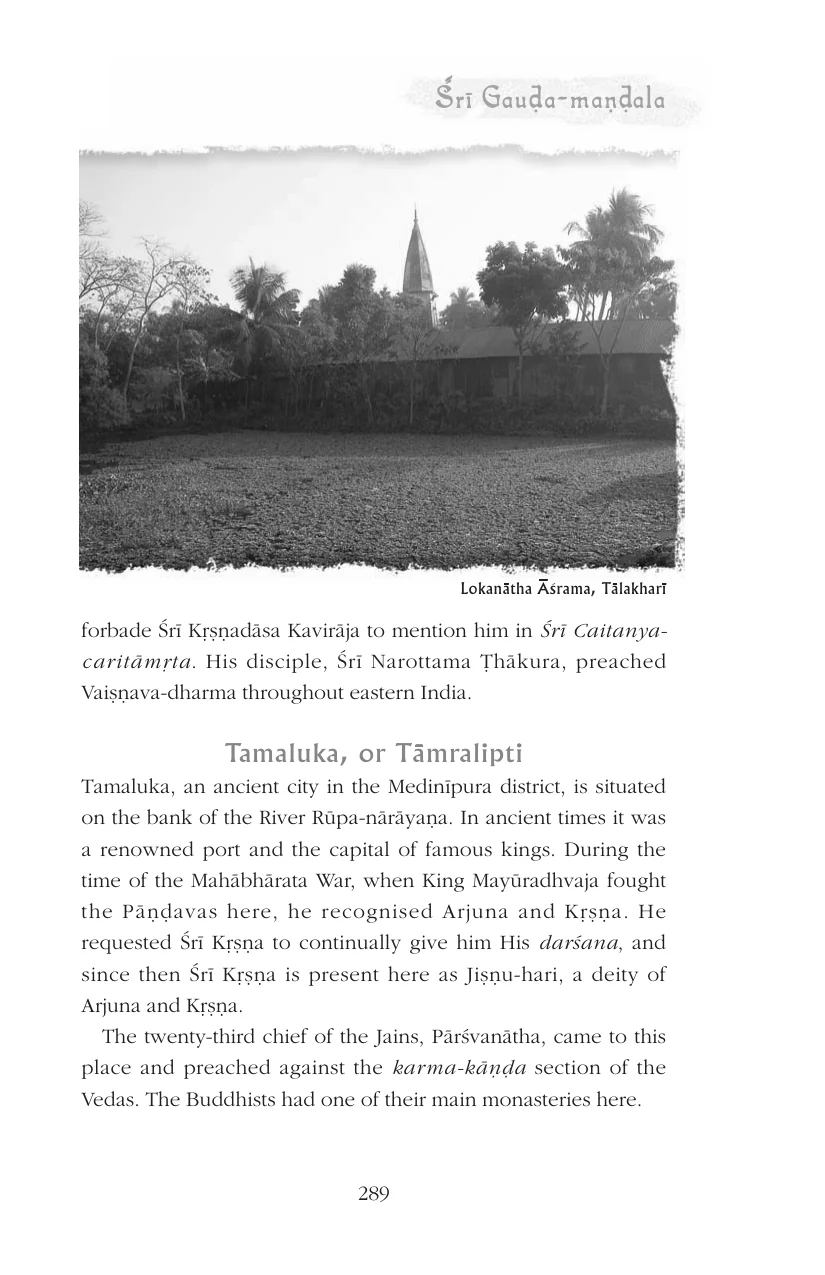 Śrī Gauḍa-maṇḍala
Lokanātha Āśrama, Tālakharī
forbade Śrī Kṛṣṇadāsa Kavirāja to mention him in Śrī Caitanya-
caritāmṛta. His disciple, Śrī Narottama Ṭhākura, preached
Vaiṣṇava-dharma throughout eastern India.
Tamaluka, or Tāmralipti
Tamaluka, an ancient city in the Medinīpura district, is situated
on the bank of the River Rūpa-nārāyaṇa. In ancient times it was
a renowned port and the capital of famous kings. During the
time of the Mahābhārata War, when King Mayūradhvaja fought
the Pāṇḍavas here, he recognised Arjuna and Kṛṣṇa. He
requested Śrī Kṛṣṇa to continually give him His darśana, and
since then Śrī Kṛṣṇa is present here as Jiṣṇu-hari, a deity of
Arjuna and Kṛṣṇa.
The twenty-third chief of the Jains, Pārśvanātha, came to this
place and preached against the karma-kāṇḍa section of the
Vedas. The Buddhists had one of their main monasteries here.
289